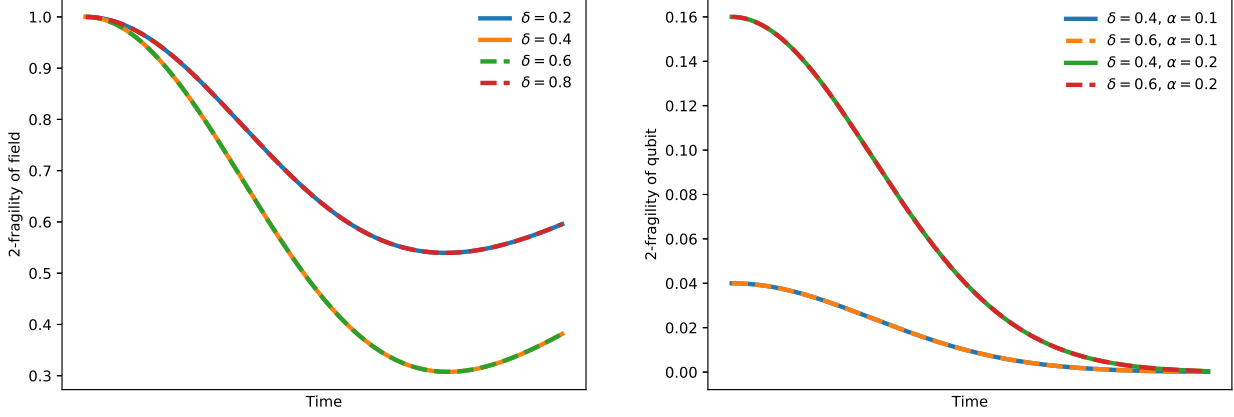 1.0
0.9
0.8
0.7
0.6
0.5
0.4
0.3
2-fragility of field
Time
δ = 0.2
δ = 0.4
δ = 0.6
δ = 0.8
0.16
0.14
0.12
0.10
0.08
0.06
0.04
0.02
0.00
2-fragility of qubit
Time
δ = 0.4, α = 0.1
δ = 0.6, α = 0.1
δ = 0.4, α = 0.2
δ = 0.6, α = 0.2